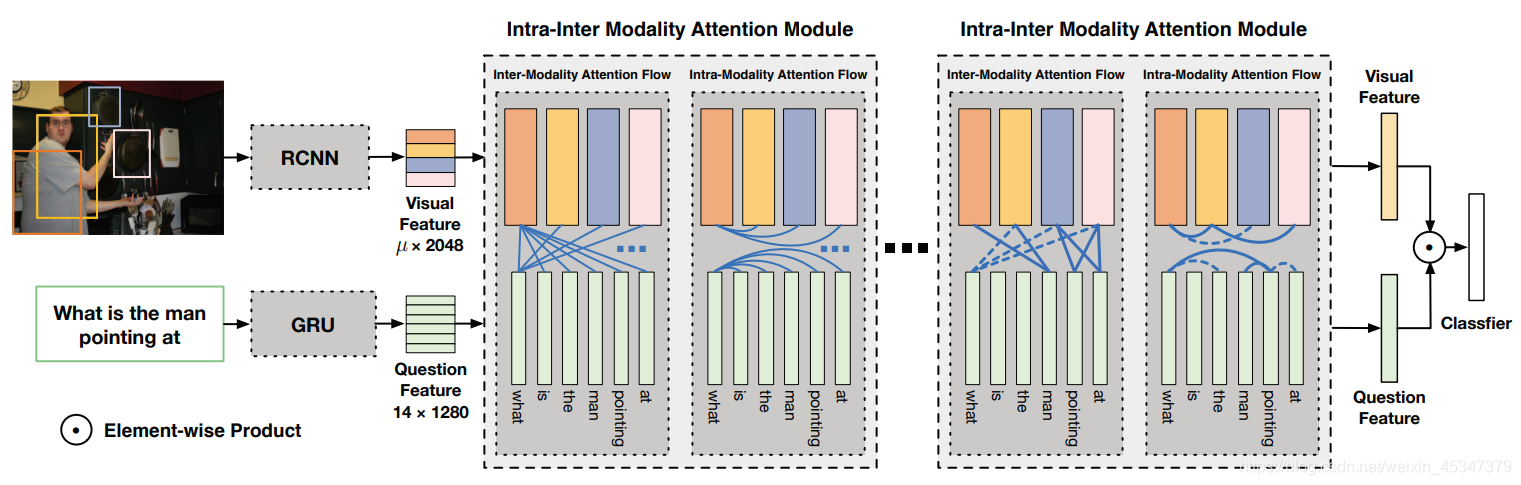 Intra-Inter Modality Attention Module
Intra-Inter Modality Attention Module
Inter-Modality Attention Flow
Intra-Modality Attention Flow
Inter-Modality Attention Flow
Intra-Modality Attention Flow
Visual
Feature
RCNN
Visual
Feature
μ × 2048
What is the man
pointing at
GRU
Question
Feature
14 × 1280
what
is
the
man
pointing
at
what
is
the
man
pointing
at
what
is
the
man
pointing
at
what
is
the
man
pointing
at
Classfier
Question
Feature
Element-wise Product
https://blog.csdn.net/weixin_45347379